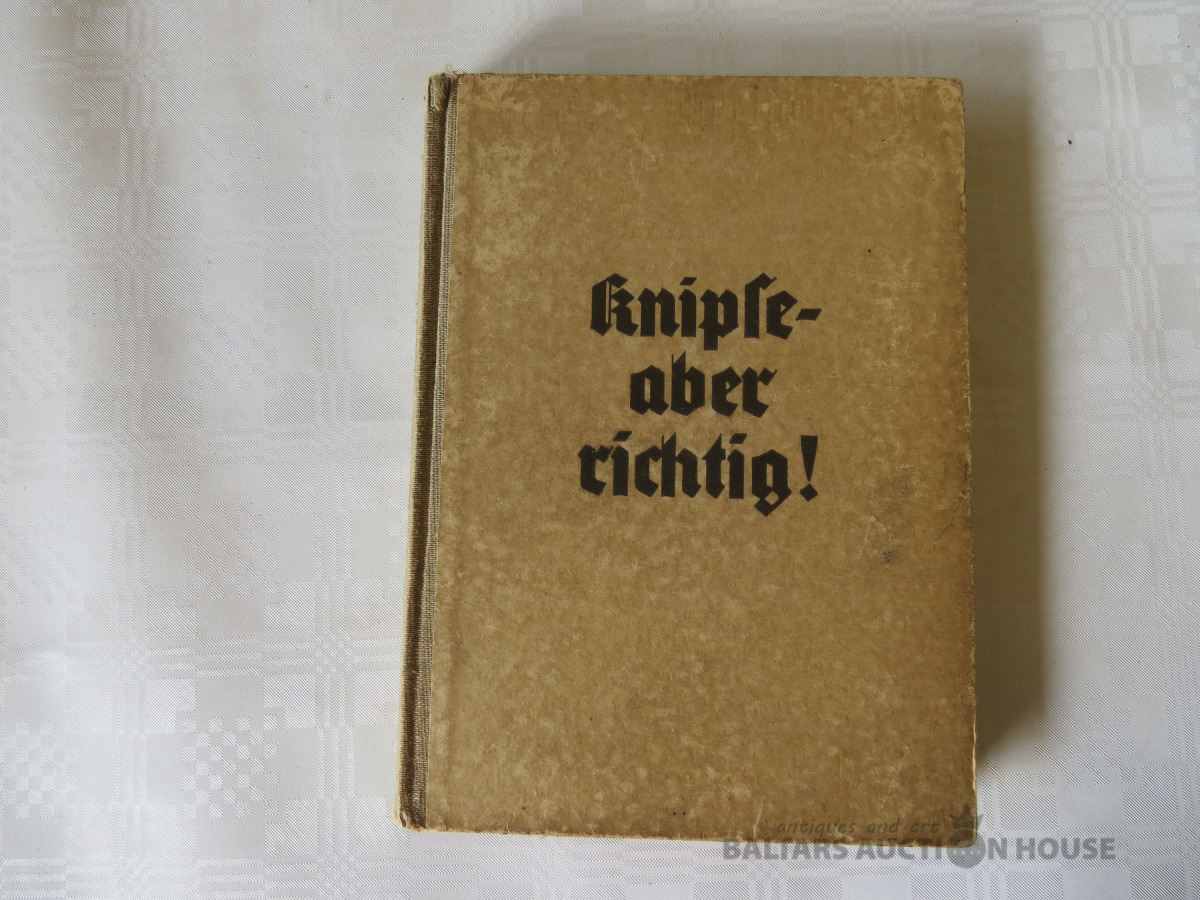 Knipſe-
aber
richtig!
antiques and art
BALTARS AUCTION HOUSE